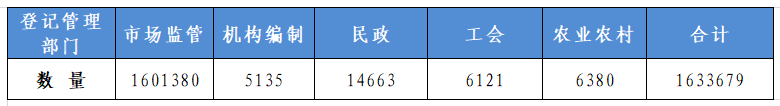 登记管理部门 市场监管 机构编制 民政 工会 农业农村 合计
数 量 1601380 5135 14663 6121 6380 1633679